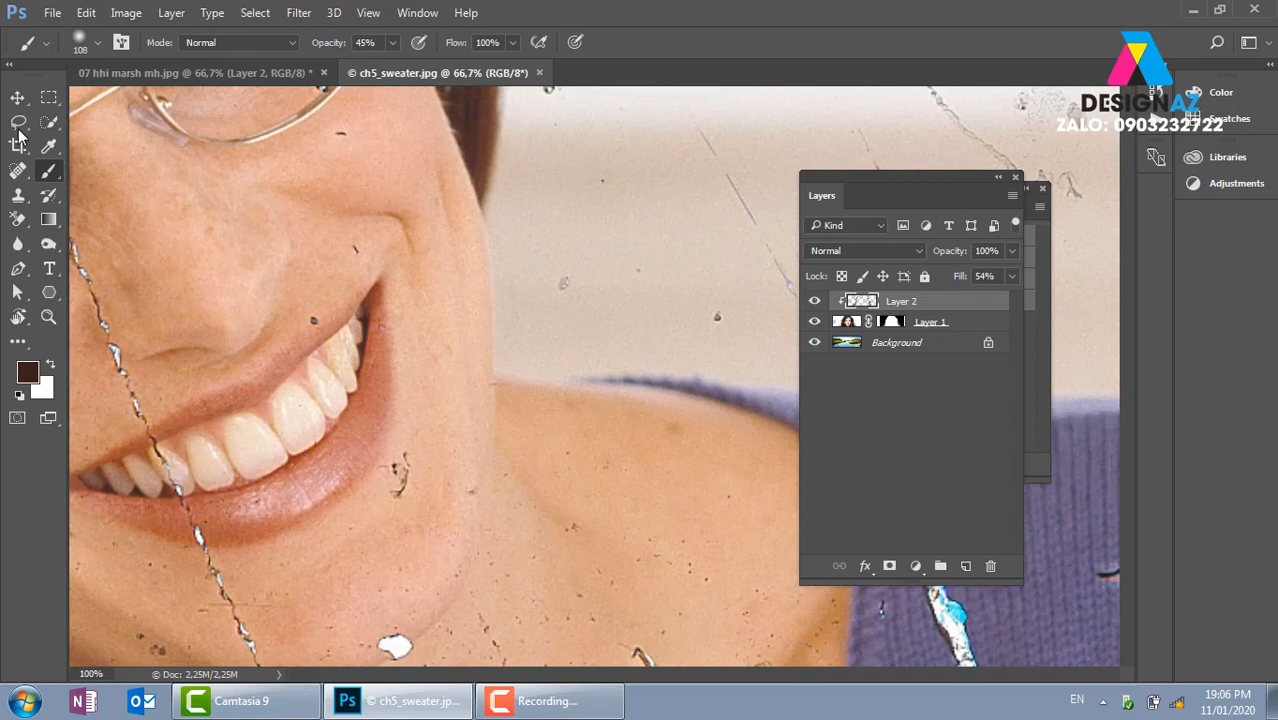 Ps File Edit Image Layer Type Select Filter 3D View Window Help
108 Mode: Normal Opacity: 45% Flow: 100%
07 hhi marsh mh.jpg @ 66,7% (Layer 2, RGB/8) * × © ch5_sweater.jpg @ 66,7% (RGB/8*) ×
DESIGNAZ
ZALO: 0903232722
Color
Swatches
Libraries
Adjustments
Layers
Kind
Normal Opacity: 100%
Lock: Fill: 54%
Layer 2
Layer 1
Background
fx
100% © Doc: 2,25M/2,25M
Camtasia 9 Ps © ch5_sweater.jp... Recording... EN 19:06 PM
11/01/2020